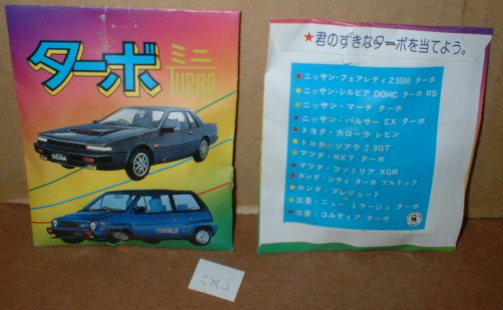 ターボ
ミニ
TURBO
TURBO II
★君のすきなターボを当てよう。
ニッサン・フェアレディZ3000 ターボ
ニッサン・シルビア DOHC ターボ RS
ニッサン・マーチ ターボ
ニッサン・パルサー EX ターボ
トヨタ・カローラ レビン
トヨタ・ソアラ 2.8GT
マツダ・RX7 ターボ
マツダ・ファミリア XGR
ホンダ・シティ ターボ ブルドック
ホンダ・プレリュード
三菱・ニュー ミラージュ ターボ
三菱・コルディア ターボ
ハズレ